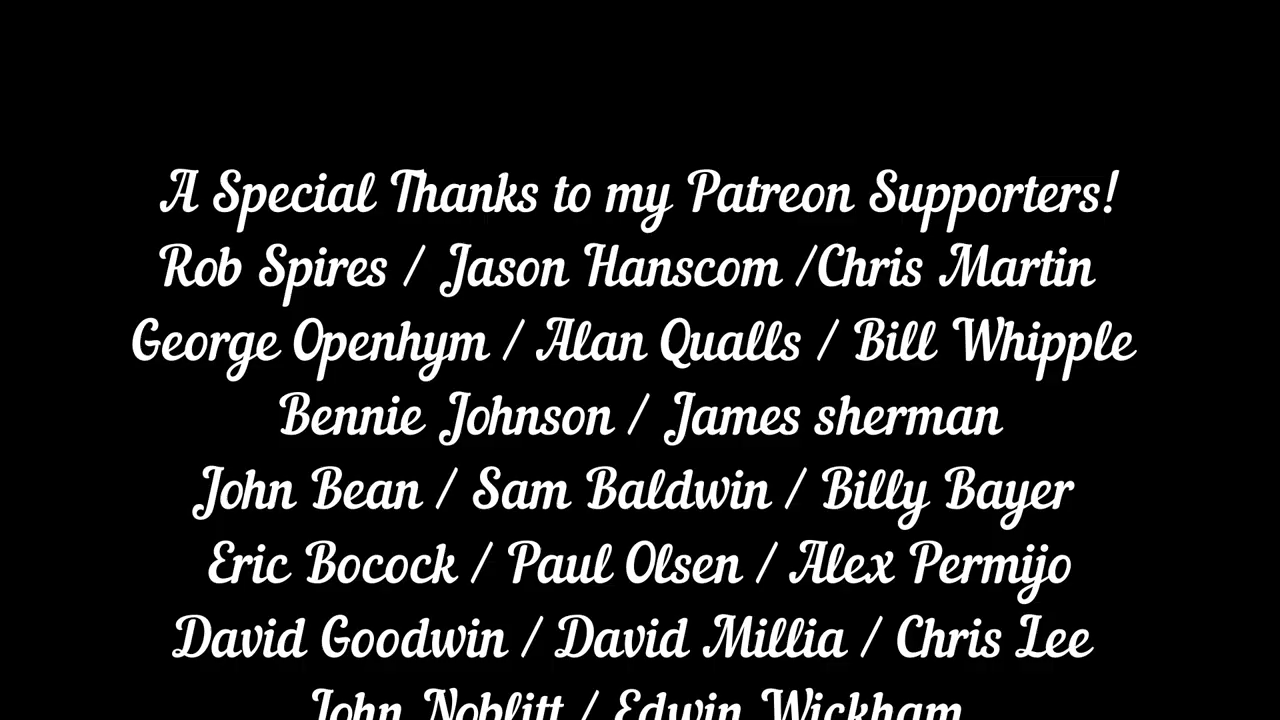 A Special Thanks to my Patreon Supporters!
Rob Spires / Jason Hanscom /Chris Martin
George Openhym / Alan Qualls / Bill Whipple
Bennie Johnson / James sherman
John Bean / Sam Baldwin / Billy Bayer
Eric Bocock / Paul Olsen / Alex Permijo
David Goodwin / David Millia / Chris Lee
John Noblitt / Edwin Wickham